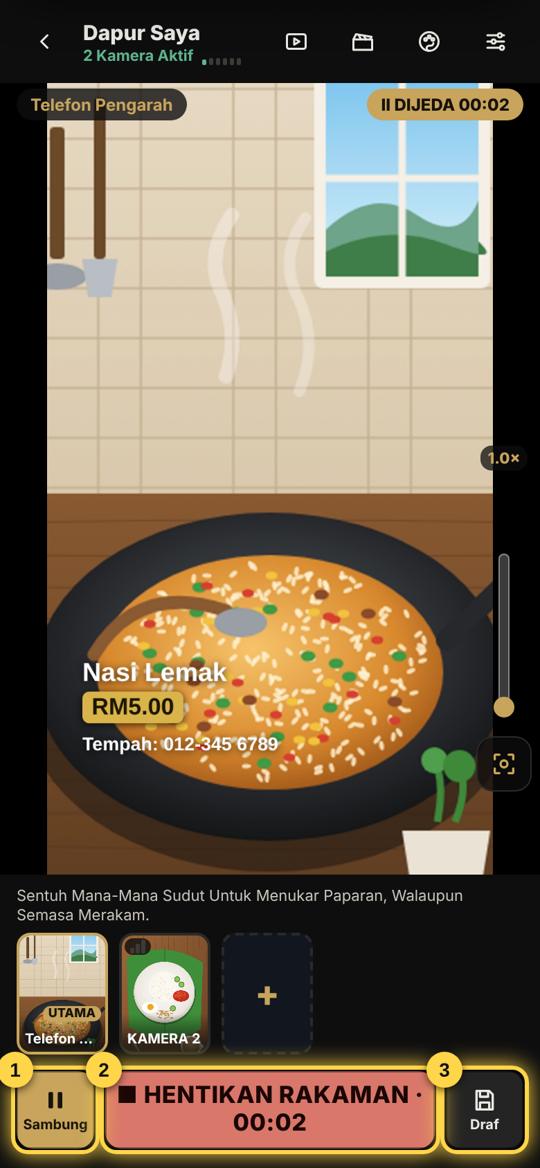 Dapur Saya
2 Kamera Aktif
Telefon Pengarah
II DIJEDA 00:02
1.0×
Nasi Lemak
RM5.00
Tempah: 012-345 6789
Sentuh Mana-Mana Sudut Untuk Menukar Paparan, Walaupun
Semasa Merakam.
UTAMA
Telefon ...
KAMERA 2
+
1
2
3
Sambung
■ HENTIKAN RAKAMAN ·
00:02
Draf